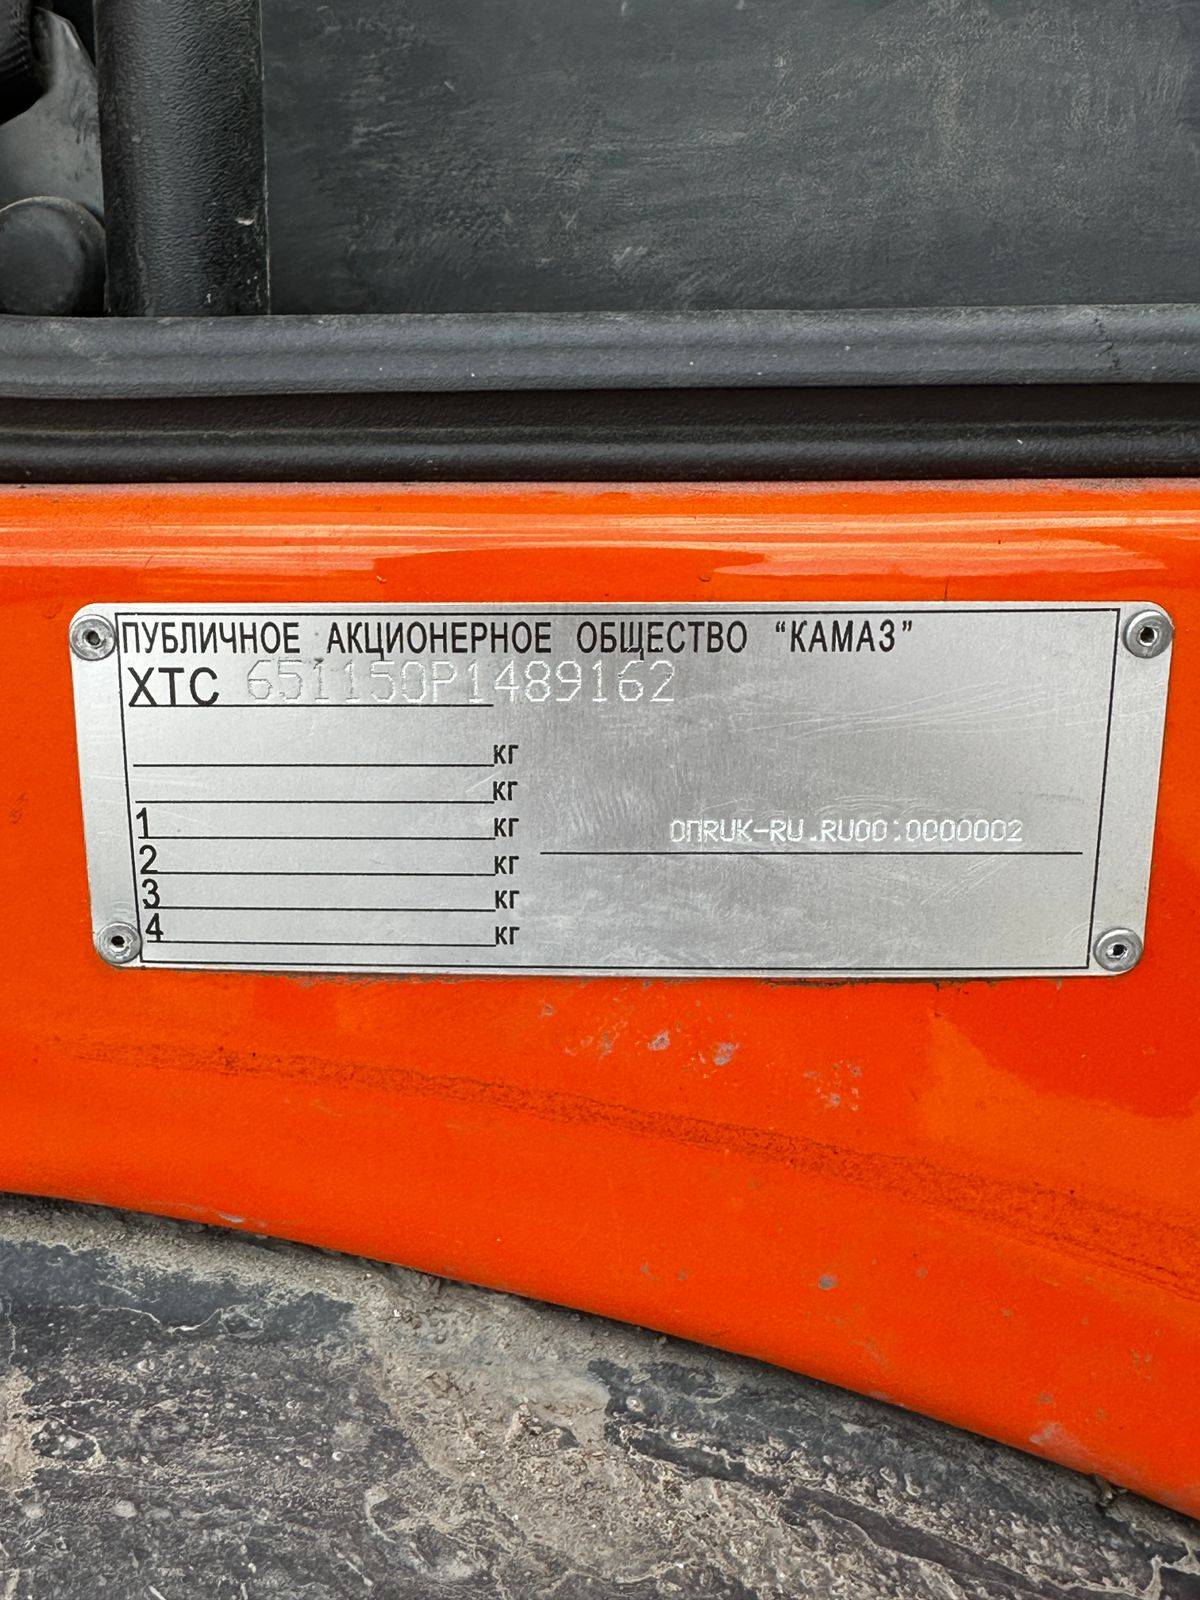 ПУБЛИЧНОЕ АКЦИОНЕРНОЕ ОБЩЕСТВО “КАМАЗ”
XTC 651150P1489162
кг
кг
1 кг
ОПRUK-RU.RU00:0000002
2 кг
3 кг
4 кг